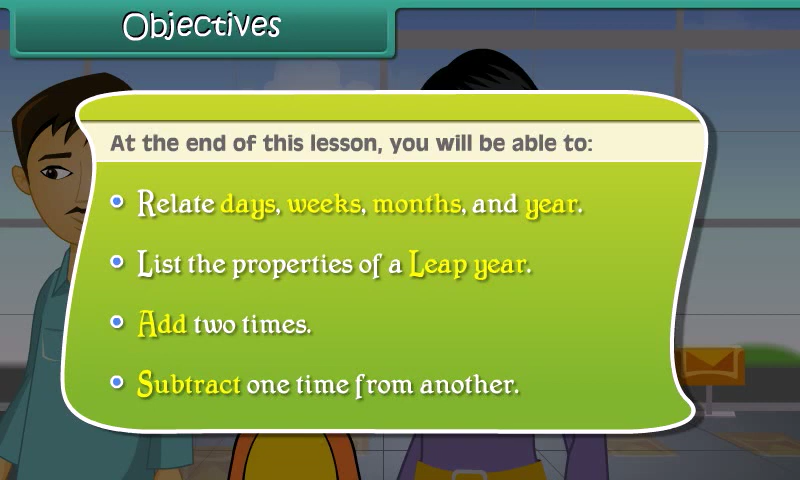 Objectives
At the end of this lesson, you will be able to:
Relate days, weeks, months, and year.
List the properties of a Leap year.
Add two times.
Subtract one time from another.